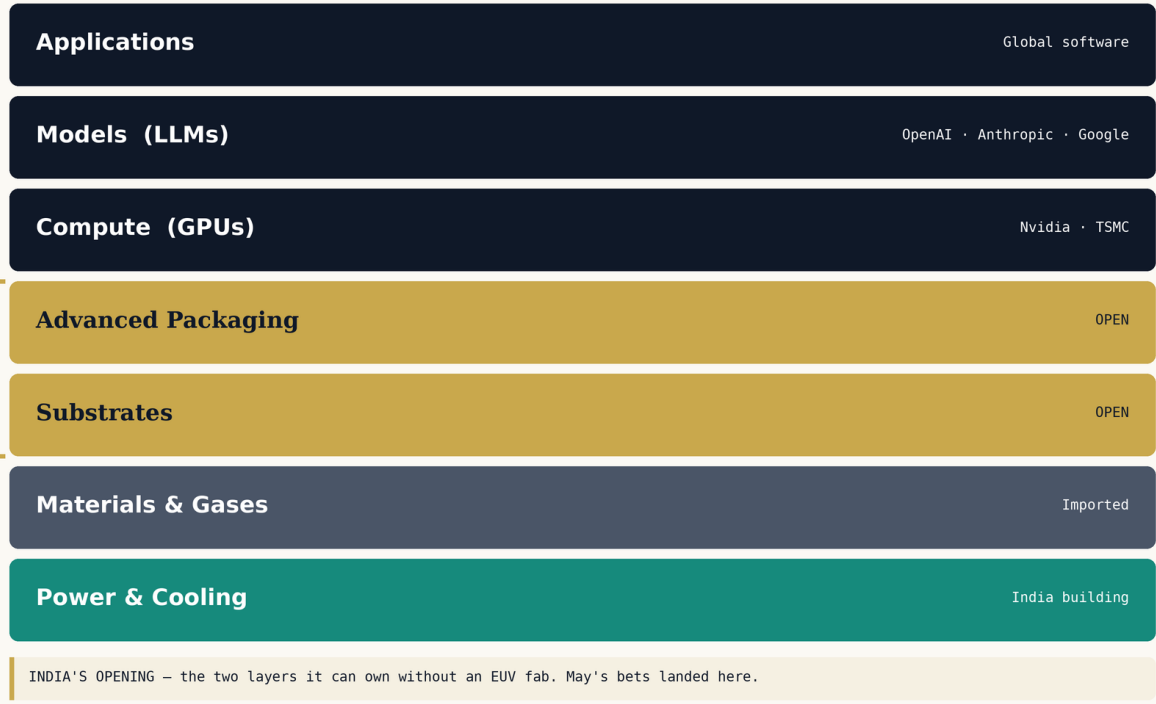 Applications
Global software
Models (LLMs)
OpenAI · Anthropic · Google
Compute (GPUs)
Nvidia · TSMC
Advanced Packaging
OPEN
Substrates
OPEN
Materials & Gases
Imported
Power & Cooling
India building
INDIA'S OPENING — the two layers it can own without an EUV fab. May's bets landed here.